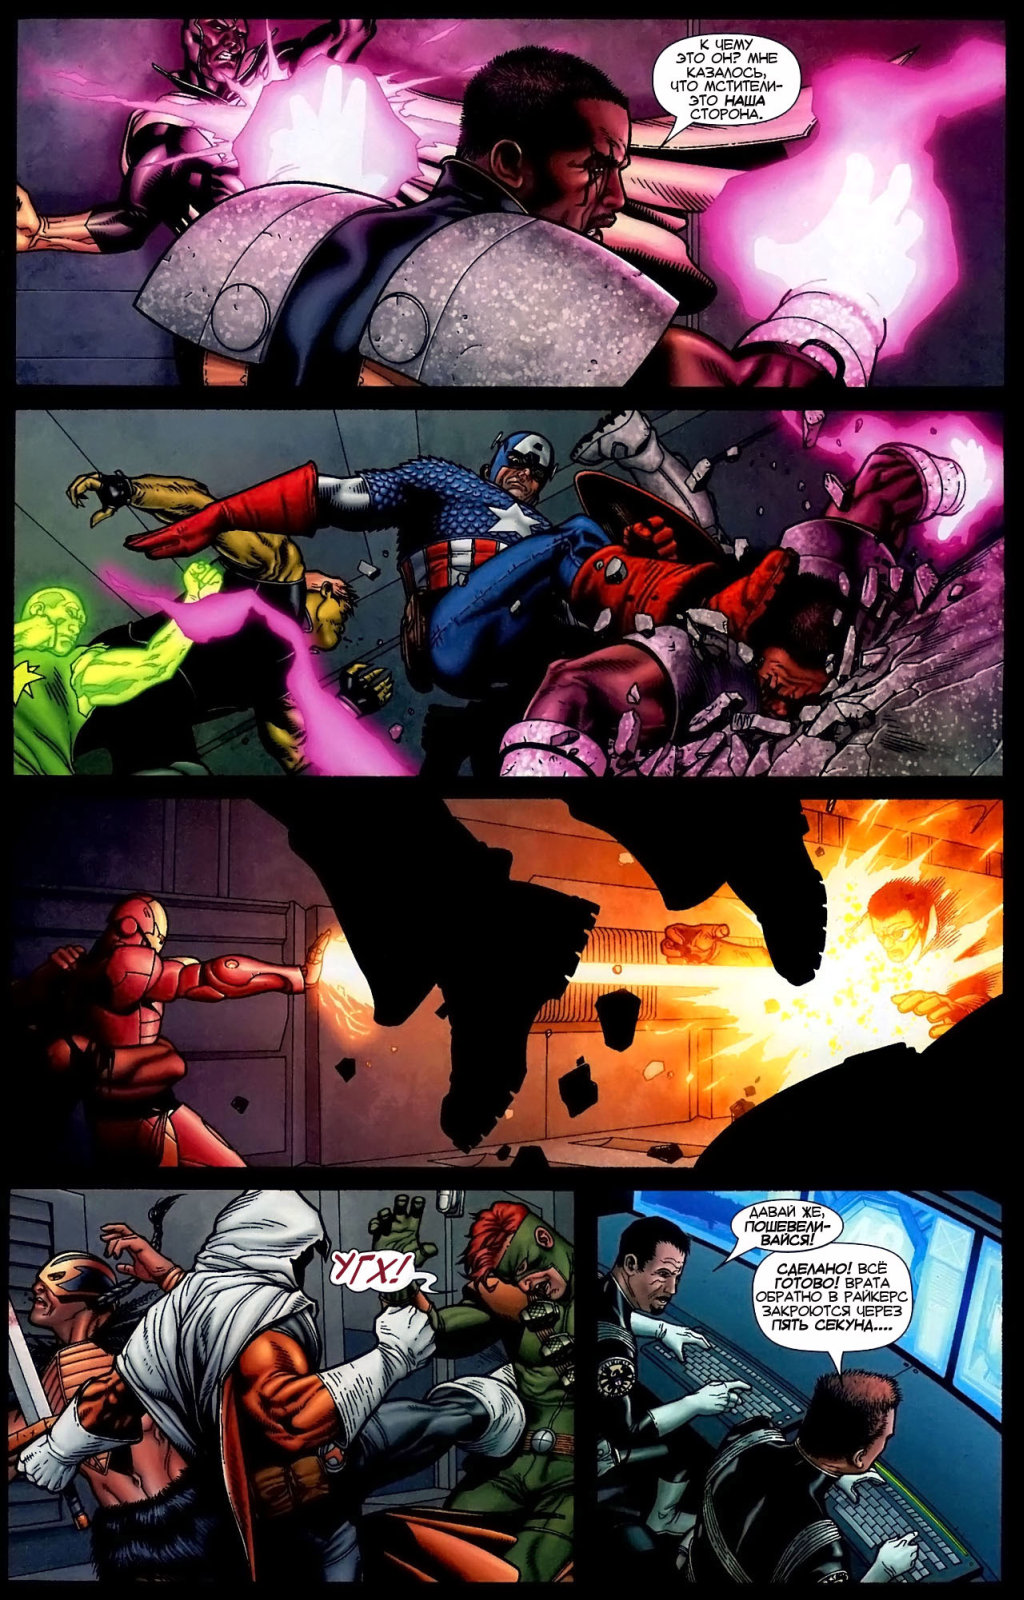 К ЧЕМУ
ЭТО ОН? МНЕ
КАЗАЛОСЬ,
ЧТО МСТИТЕЛИ-
ЭТО НАША
СТОРОНА.
УГХ!
ДАВАЙ ЖЕ,
ПОШЕВЕЛИ-
ВАЙСЯ!
СДЕЛАНО! ВСЁ
ГОТОВО! ВРАТА
ОБРАТНО В РАЙКЕРС
ЗАКРОЮТСЯ ЧЕРЕЗ
ПЯТЬ СЕКУНД....